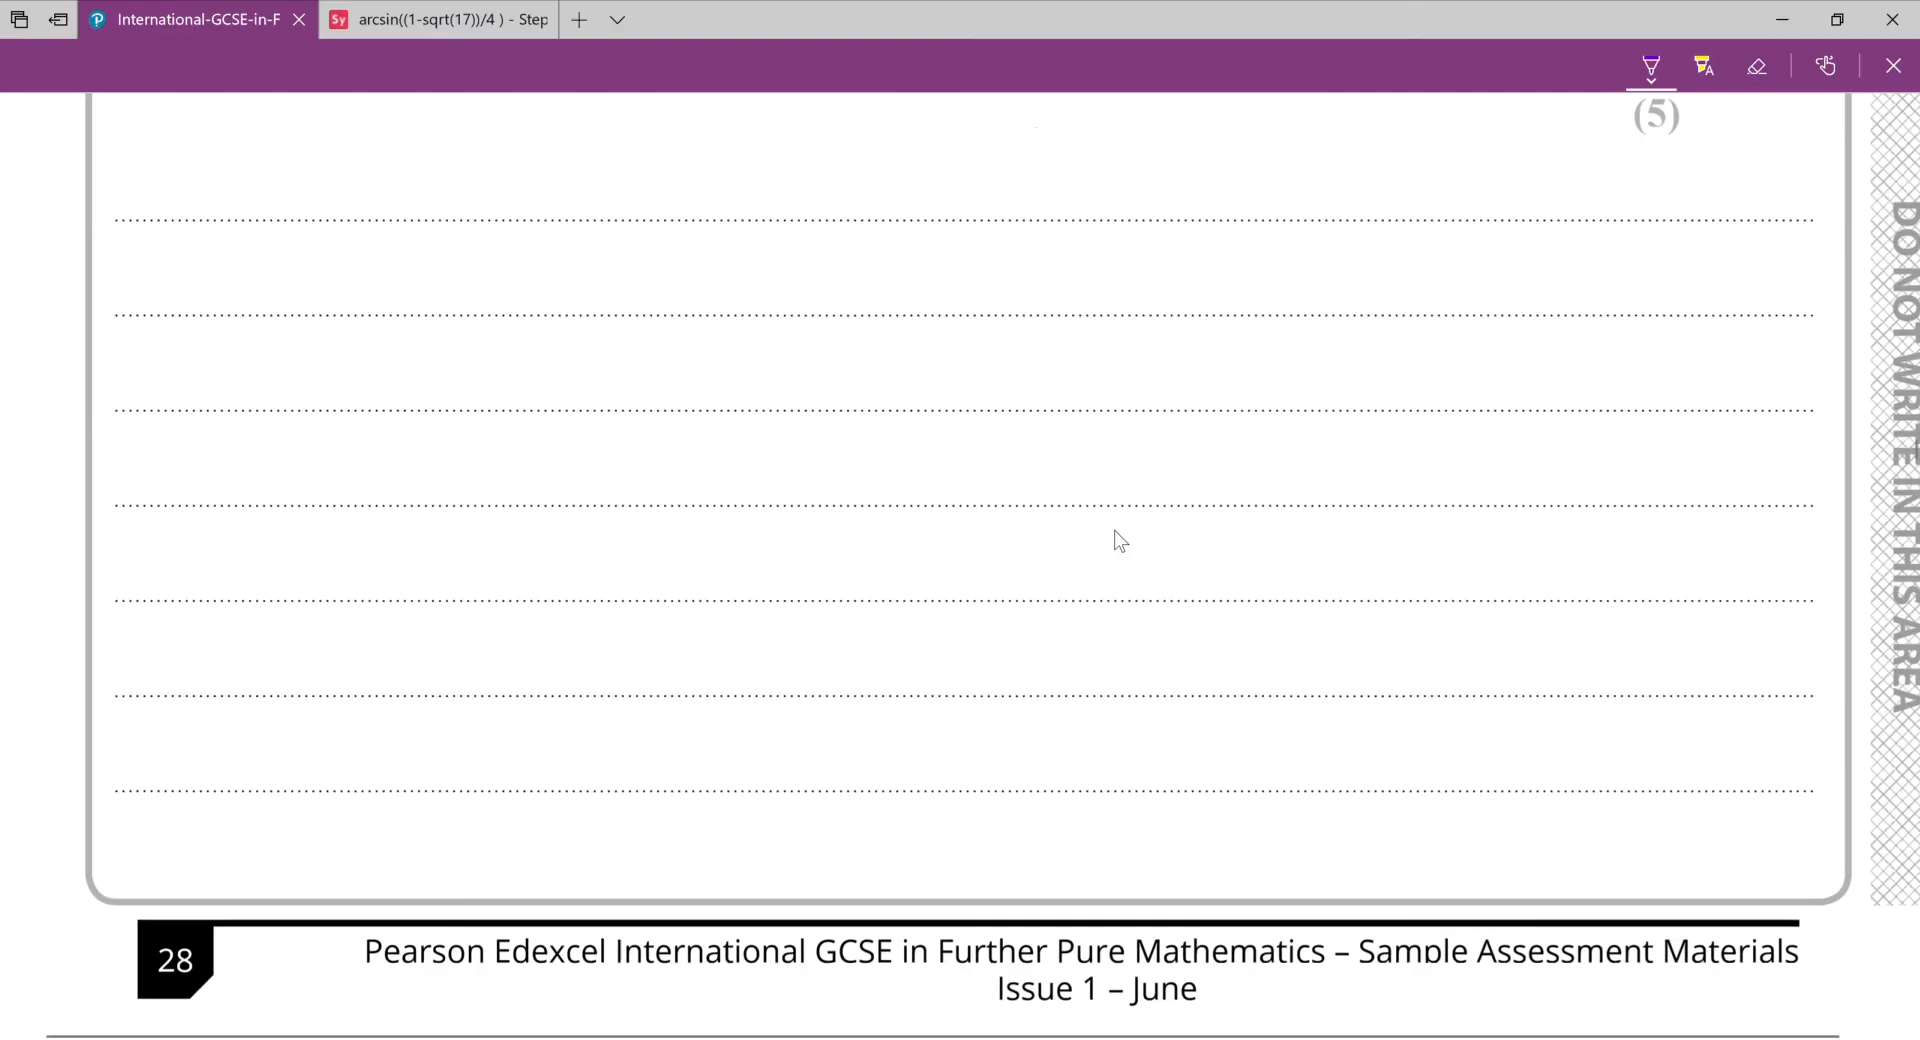 International-GCSE-in-F
Sy arcsin((1-sqrt(17))/4 ) - Step
A
(5)
DO NOT WRITE IN THIS AREA
28
Pearson Edexcel International GCSE in Further Pure Mathematics – Sample Assessment Materials
Issue 1 – June